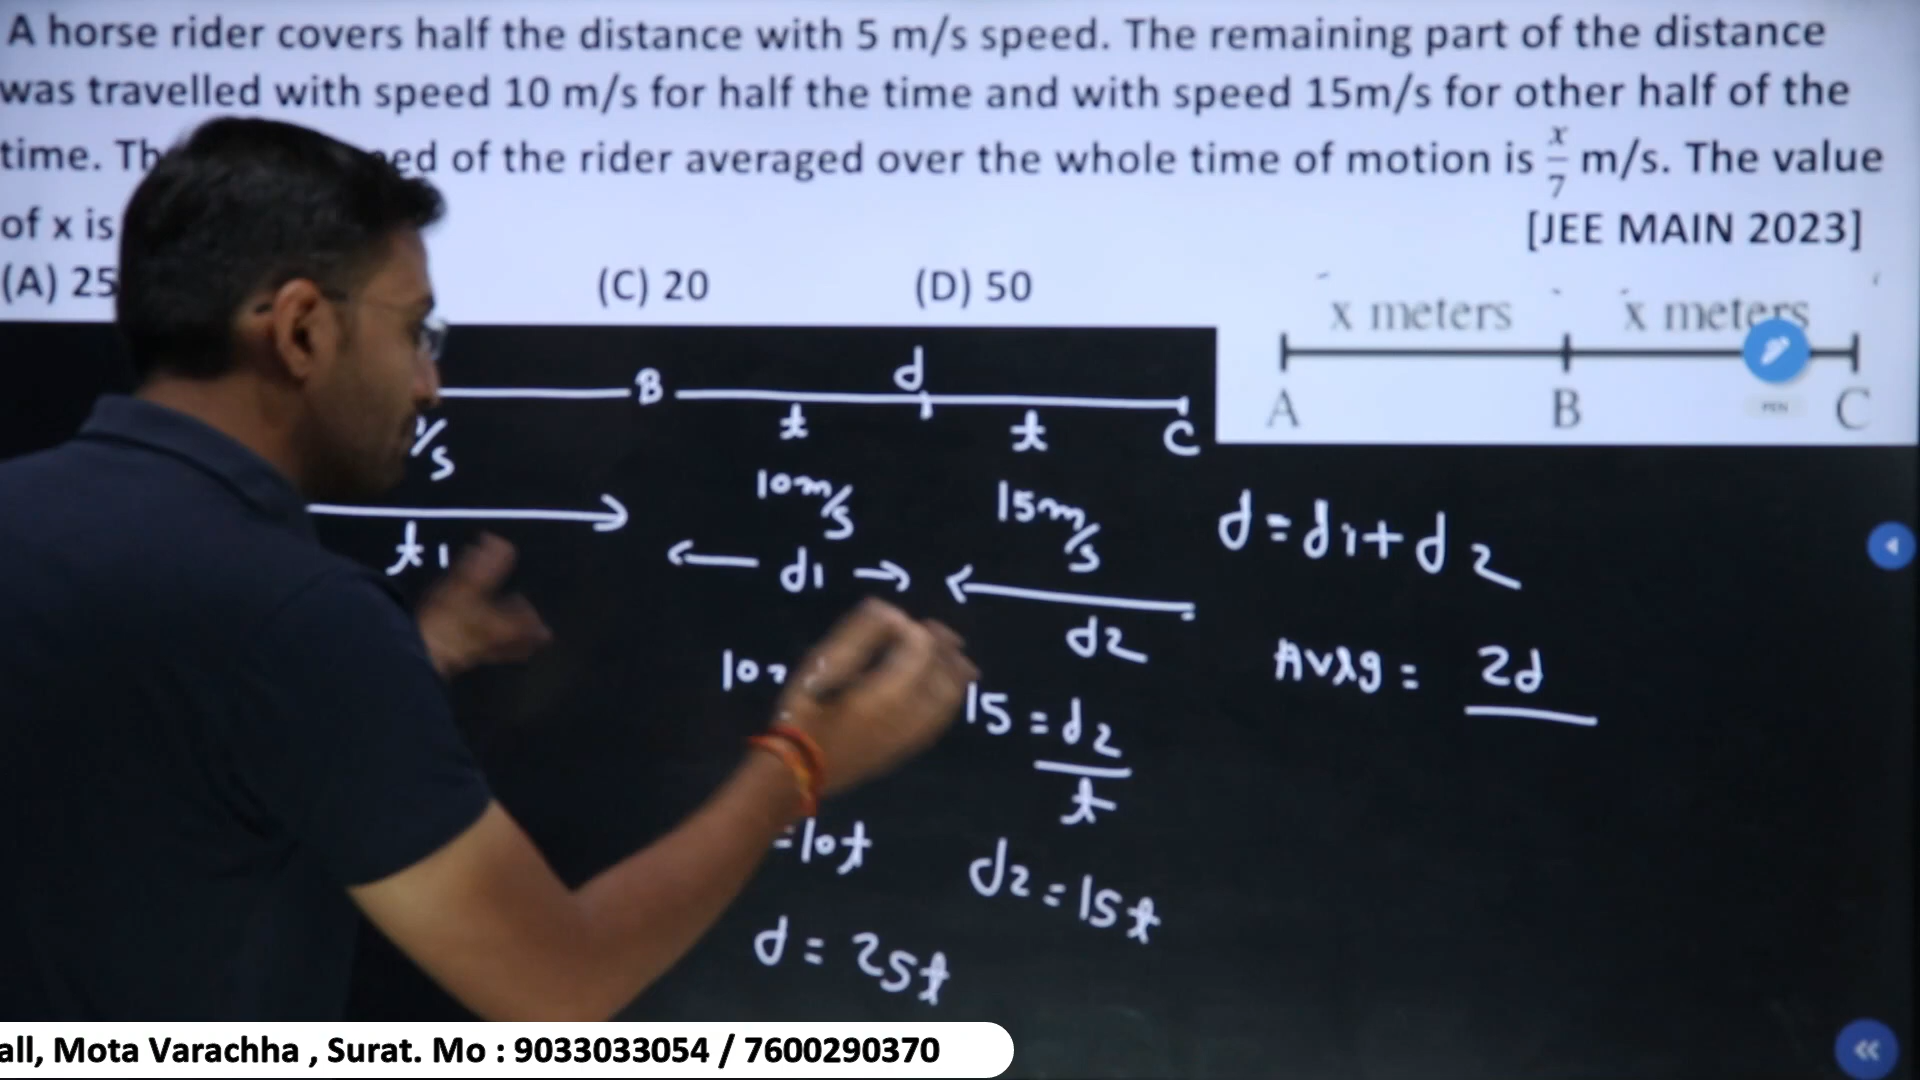 A horse rider covers half the distance with 5 m/s speed. The remaining part of the distance
was travelled with speed 10 m/s for half the time and with speed 15m/s for other half of the
time. of the rider averaged over the whole time of motion is x/7 m/s. The value
of x is
[JEE MAIN 2023]
(A) 25 (C) 20 (D) 50
x meters x meters
A B C
PEN
B d C
t t
/s 10m/s 15m/s
t1 d1 d2
d=d1+d2
10
15 = d2/t
Avrg = 2d
=10t d2=15t
d = 25t
all, Mota Varachha , Surat. Mo : 9033033054 / 7600290370